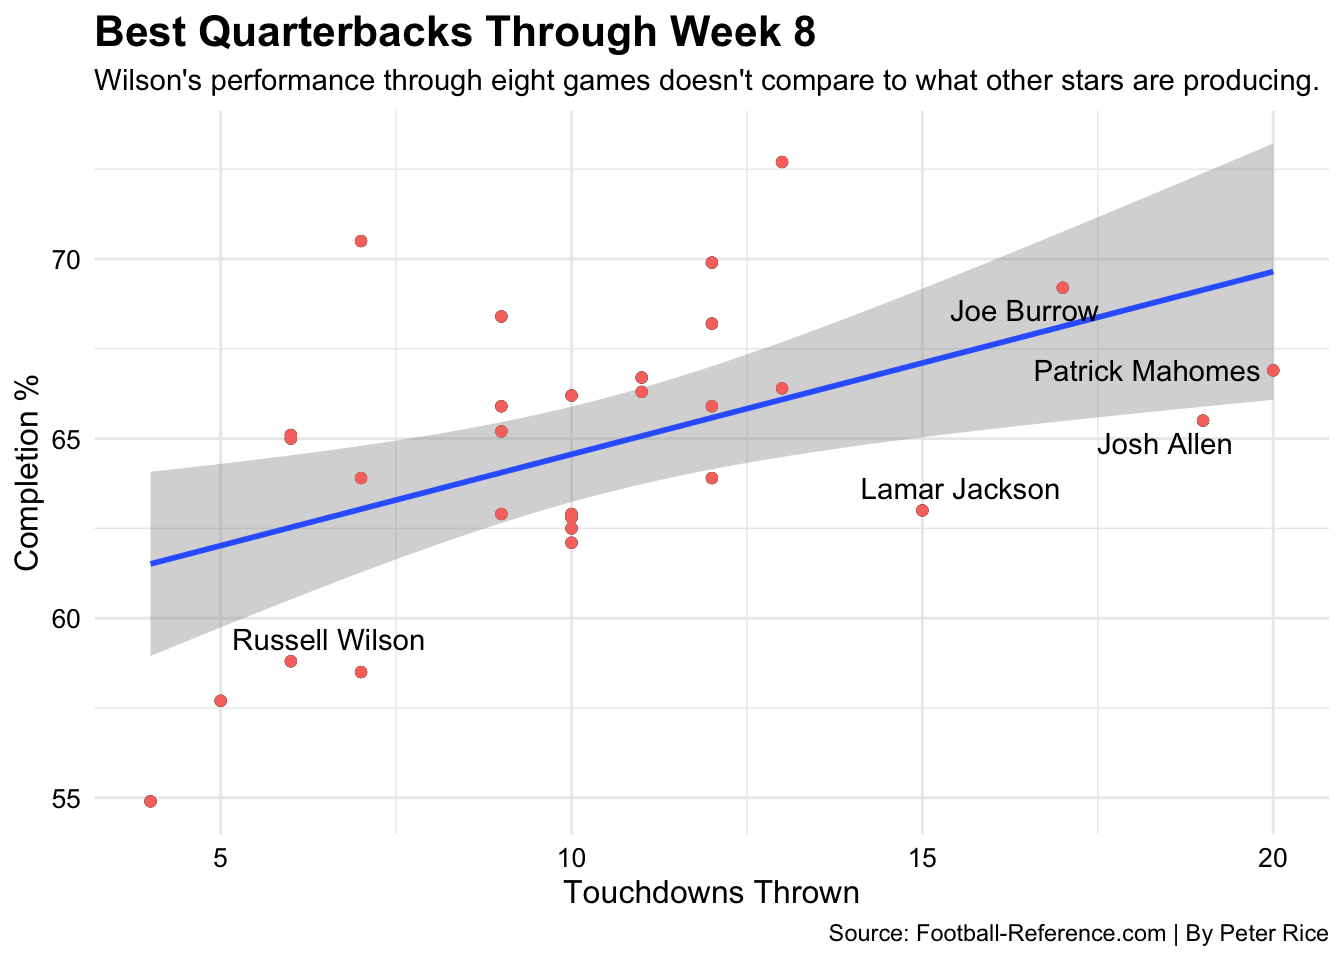 Best Quarterbacks Through Week 8
Wilson's performance through eight games doesn't compare to what other stars are producing.
Completion %
70
65
60
55
Joe Burrow
Patrick Mahomes
Josh Allen
Lamar Jackson
Russell Wilson
5
10
15
20
Touchdowns Thrown
Source: Football-Reference.com | By Peter Rice